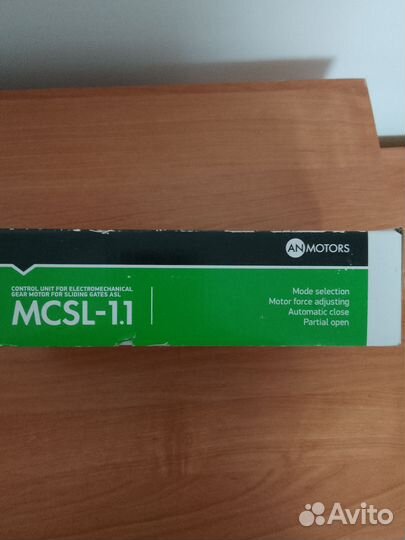 AN MOTORS
CONTROL UNIT FOR ELECTROMECHANICAL
GEAR MOTOR FOR SLIDING GATES ASL
MCSL-1.1
Mode selection
Motor force adjusting
Automatic close
Partial open
Avito